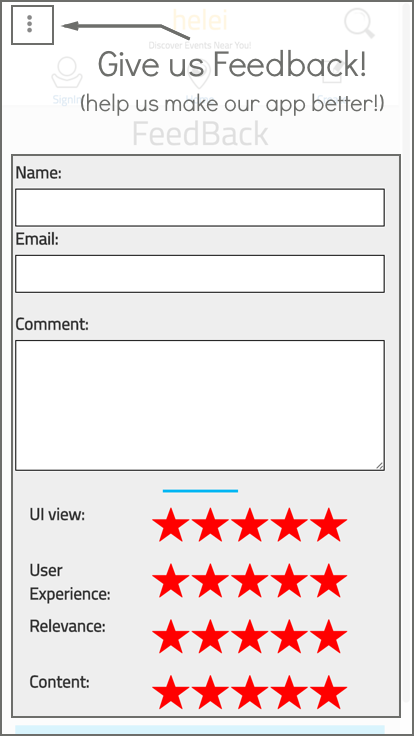 helei
Discover Events Near You!
Give us Feedback!
(help us make our app better!)
FeedBack
Name:
Email:
Comment:
UI view:
User
Experience:
Relevance:
Content: